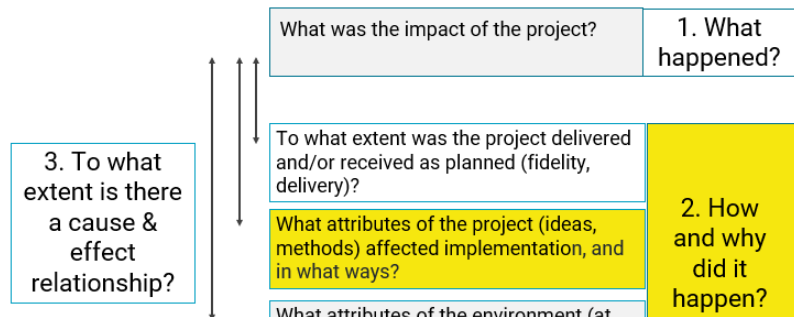 What was the impact of the project?
1. What
happened?
3. To what
extent is there
a cause &
effect
relationship?
To what extent was the project delivered
and/or received as planned (fidelity,
delivery)?
What attributes of the project (ideas,
methods) affected implementation, and
in what ways?
What attributes of the environment (at
2. How
and why
did it
happen?